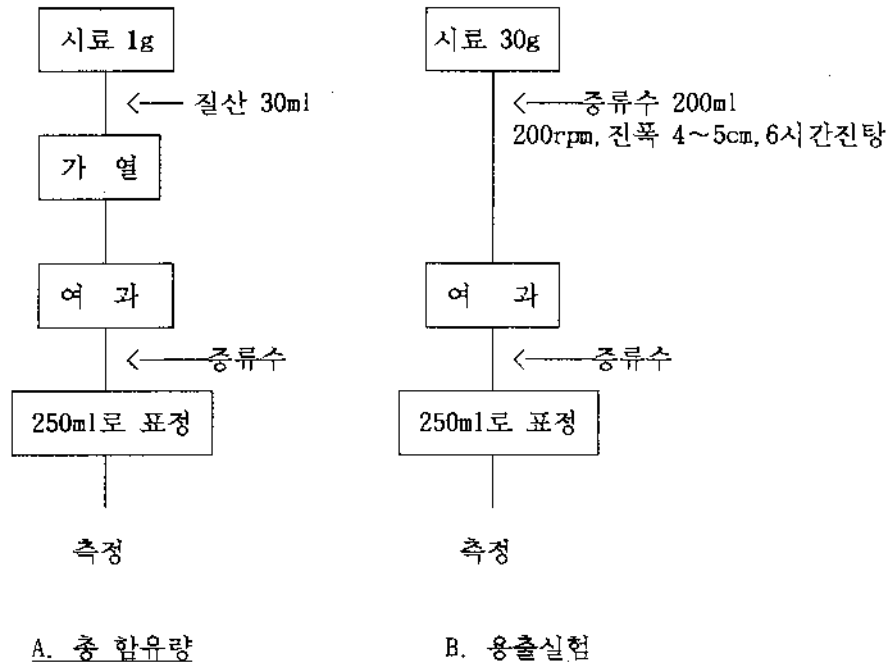 시료 1g
질산 30ml
가 열
여 과
증류수
250ml로 표정
측정
A. 총 함유량
시료 30g
증류수 200ml
200rpm, 진폭 4~5cm, 6시간진탕
여 과
증류수
250ml로 표정
측정
B. 용출실험